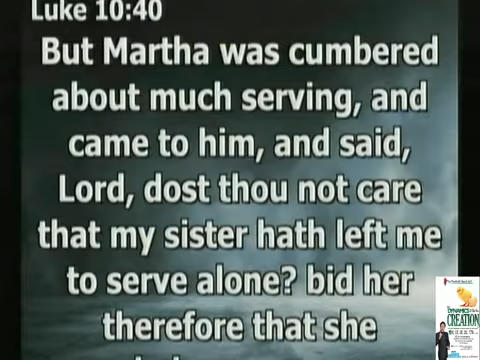 Luke 10:40
But Martha was cumbered
about much serving, and
came to him, and said,
Lord, dost thou not care
that my sister hath left me
to serve alone? bid her
therefore that she
DYNAMICS
CREATION